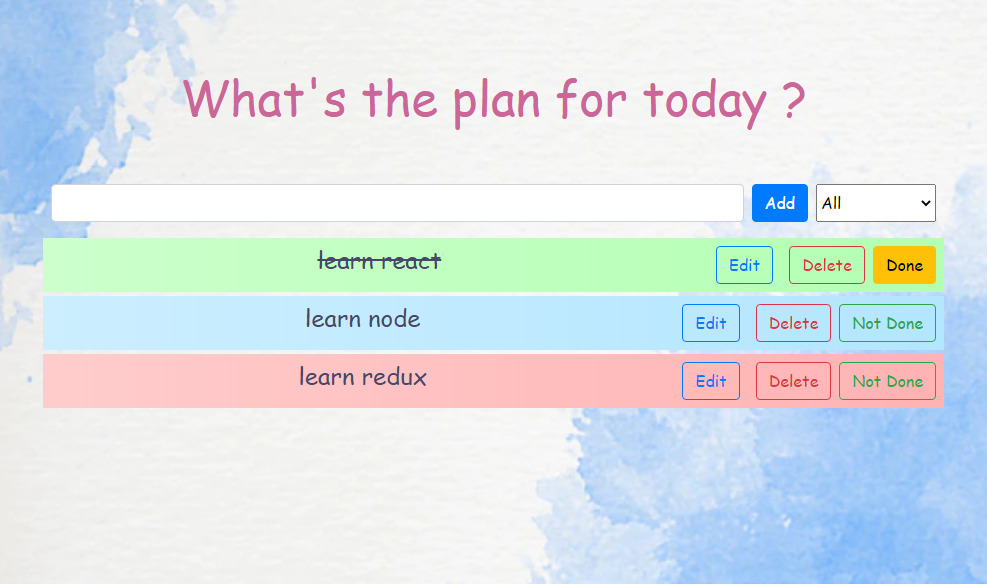 What's the plan for today ?
Add All
learn react Edit Delete Done
learn node Edit Delete Not Done
learn redux Edit Delete Not Done